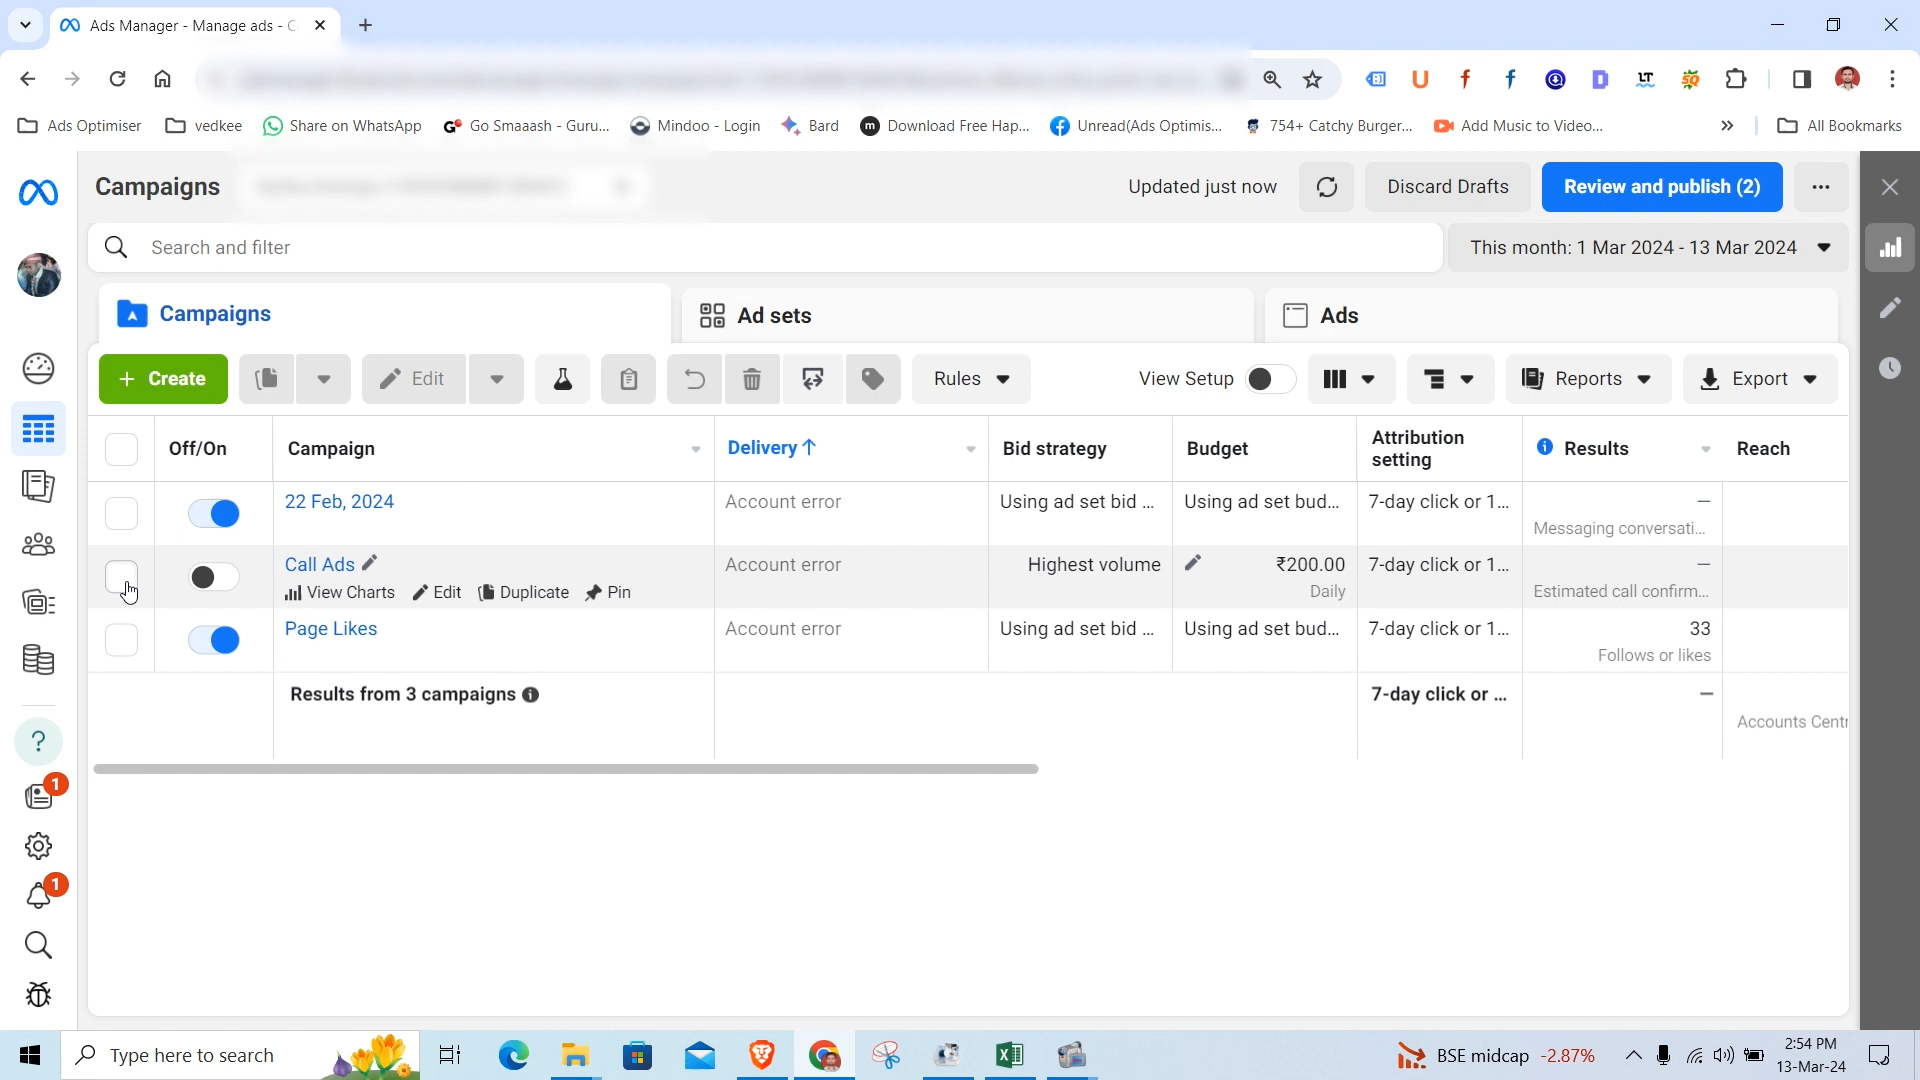 Ads Manager - Manage ads - C
Ads Optimiser
vedkee
Share on WhatsApp
Go Smaaash - Guru...
Mindoo - Login
Bard
Download Free Hap...
Unread(Ads Optimis...
754+ Catchy Burger...
Add Music to Video...
All Bookmarks
Campaigns
Updated just now
Discard Drafts
Review and publish (2)
Search and filter
This month: 1 Mar 2024 - 13 Mar 2024
Campaigns
Ad sets
Ads
+ Create
Edit
Rules
View Setup
Reports
Export
Off/On
Campaign
Delivery ↑
Bid strategy
Budget
Attribution
setting
Results
Reach
22 Feb, 2024
Account error
Using ad set bid ...
Using ad set bud...
7-day click or 1...
—
Messaging conversati...
Call Ads
Account error
Highest volume
₹200.00
7-day click or 1...
—
View Charts
Edit
Duplicate
Pin
Daily
Estimated call confirm...
Page Likes
Account error
Using ad set bid ...
Using ad set bud...
7-day click or 1...
33
Follows or likes
Results from 3 campaigns
7-day click or ...
—
Accounts Centr
1
1
Type here to search
BSE midcap -2.87%
2:54 PM
13-Mar-24